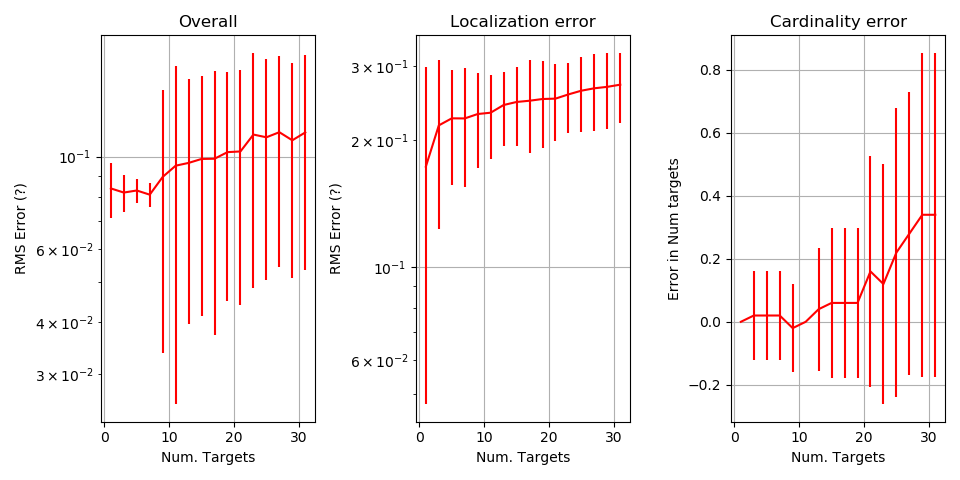 Overall
RMS Error (?)
10⁻¹
6 × 10⁻²
4 × 10⁻²
3 × 10⁻²
0 10 20 30
Num. Targets
Localization error
RMS Error (?)
3 × 10⁻¹
2 × 10⁻¹
10⁻¹
6 × 10⁻²
0 10 20 30
Num. Targets
Cardinality error
Error in Num targets
0.8
0.6
0.4
0.2
0.0
−0.2
0 10 20 30
Num. Targets